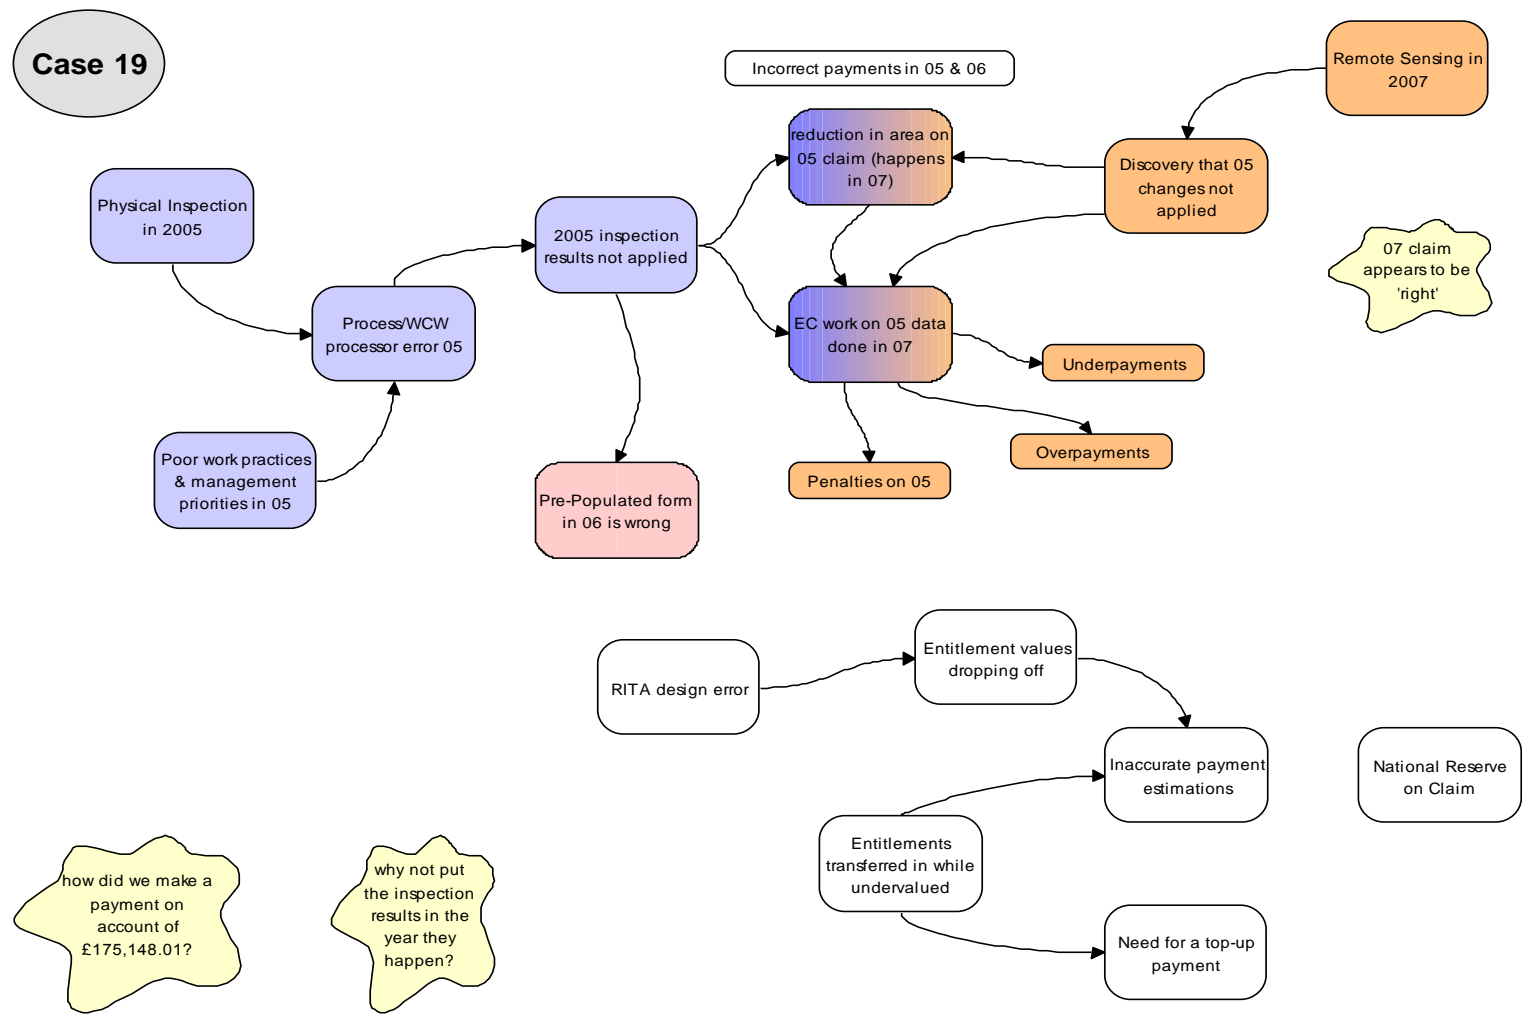 Case 19
Incorrect payments in 05 & 06
Remote Sensing in
2007
reduction in area on
05 claim (happens
in 07)
Discovery that 05
changes not
applied
Physical Inspection
in 2005
2005 inspection
results not applied
07 claim
appears to be
'right'
Process/WCW
processor error 05
EC work on 05 data
done in 07
Underpayments
Overpayments
Poor work practices
& management
priorities in 05
Penalties on 05
Pre-Populated form
in 06 is wrong
RITA design error
Entitlement values
dropping off
Inaccurate payment
estimations
National Reserve
on Claim
Entitlements
transferred in while
undervalued
Need for a top-up
payment
how did we make a
payment on
account of
£175,148.01?
why not put
the inspection
results in the
year they
happen?